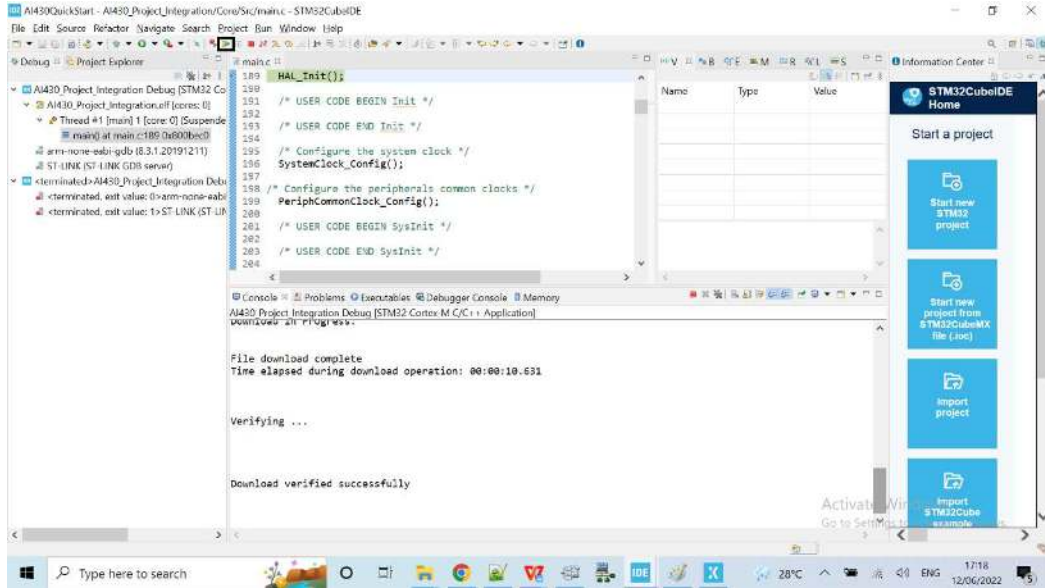 AI430QuickStart - AI430_Project_Integration/Core/Src/main.c - STM32CubeIDE
File Edit Source Refactor Navigate Search Project Run Window Help
Debug Project Explorer
AI430_Project_Integration Debug [STM32 Co
AI430_Project_Integration.elf [cores: 0]
Thread #1 [main] 1 [core: 0] (Suspende
main() at main.c:189 0x800bec0
arm-none-eabi-gdb (8.3.1.20191211)
ST-LINK (ST-LINK GDB server)
<terminated>AI430_Project_Integration Debu
<terminated, exit value: 0>arm-none-eabi
<terminated, exit value: 1>ST-LINK (ST-LIN
main.c
189 HAL_Init();
190
191 /* USER CODE BEGIN Init */
192
193 /* USER CODE END Init */
194
195 /* Configure the system clock */
196 SystemClock_Config();
197
198 /* Configure the peripherals common clocks */
199 PeriphCommonClock_Config();
200
201 /* USER CODE BEGIN SysInit */
202
203 /* USER CODE END SysInit */
204
Name Type Value
Information Center
STM32CubeIDE
Home
Start a project
Start new
STM32
project
Start new
project from
STM32CubeMX
file (.ioc)
Import
project
Import
STM32Cube
example
Console Problems Executables Debugger Console Memory
AI430_Project_Integration Debug [STM32 Cortex-M C/C++ Application]
Download in Progress:
File download complete
Time elapsed during download operation: 00:00:10.631
Verifying ...
Download verified successfully
Type here to search
28°C
ENG
17:18
12/06/2022
5